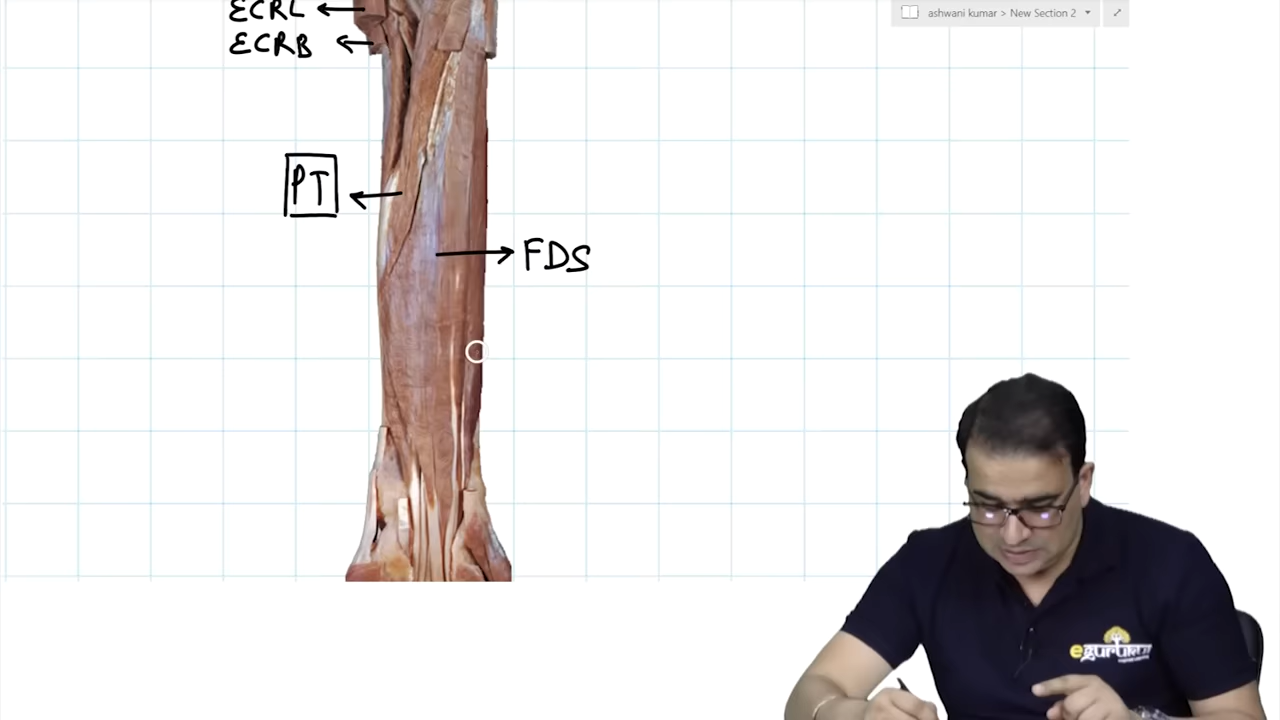 ECRL
ashwani kumar > New Section 2
ECRB
PT
FDS
egurukul